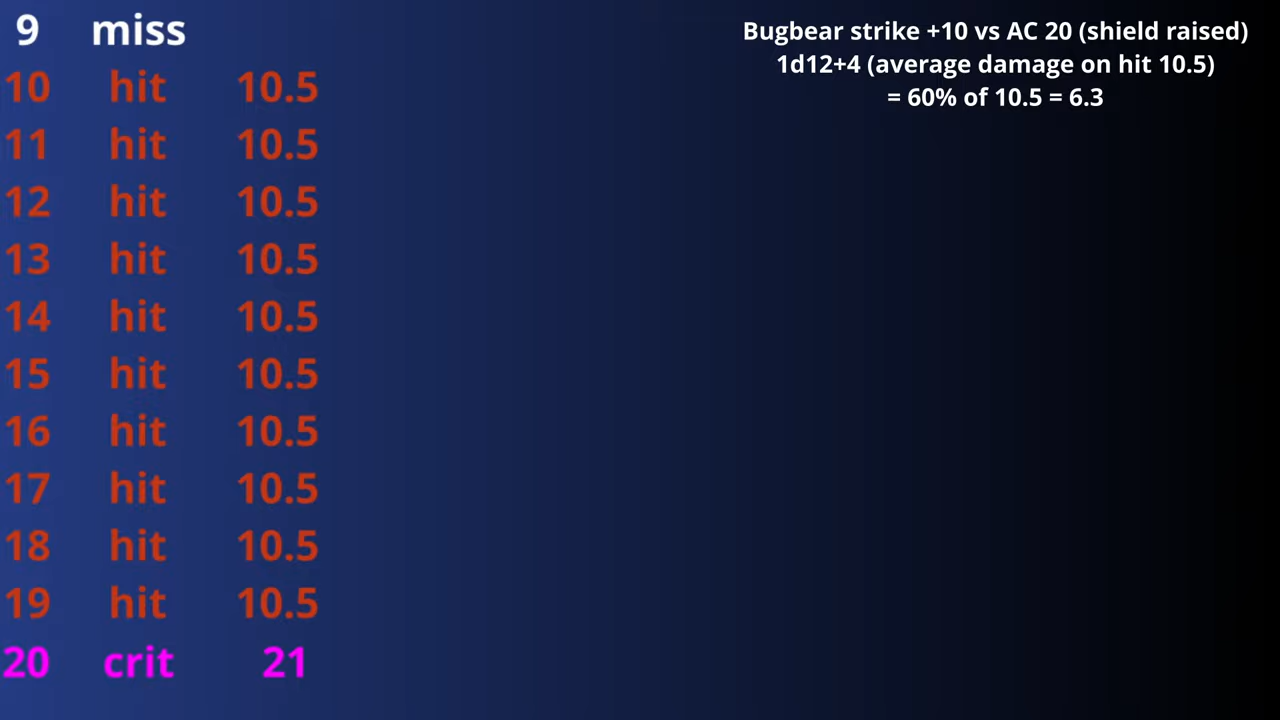 9 miss
10 hit 10.5
11 hit 10.5
12 hit 10.5
13 hit 10.5
14 hit 10.5
15 hit 10.5
16 hit 10.5
17 hit 10.5
18 hit 10.5
19 hit 10.5
20 crit 21
Bugbear strike +10 vs AC 20 (shield raised)
1d12+4 (average damage on hit 10.5)
= 60% of 10.5 = 6.3